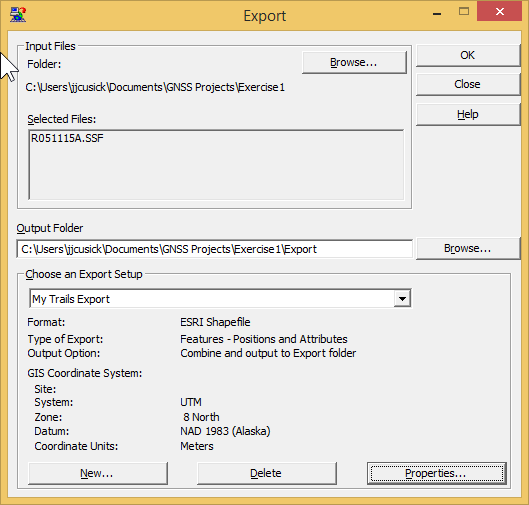 Export
Input Files
Folder:
Browse...
C:\Users\jjcusick\Documents\GNSS Projects\Exercise1
Selected Files:
R051115A.SSF
OK
Close
Help
Output Folder
C:\Users\jjcusick\Documents\GNSS Projects\Exercise1\Export
Browse...
Choose an Export Setup
My Trails Export
Format: ESRI Shapefile
Type of Export: Features - Positions and Attributes
Output Option: Combine and output to Export folder
GIS Coordinate System:
Site:
System: UTM
Zone: 8 North
Datum: NAD 1983 (Alaska)
Coordinate Units: Meters
New...
Delete
Properties...